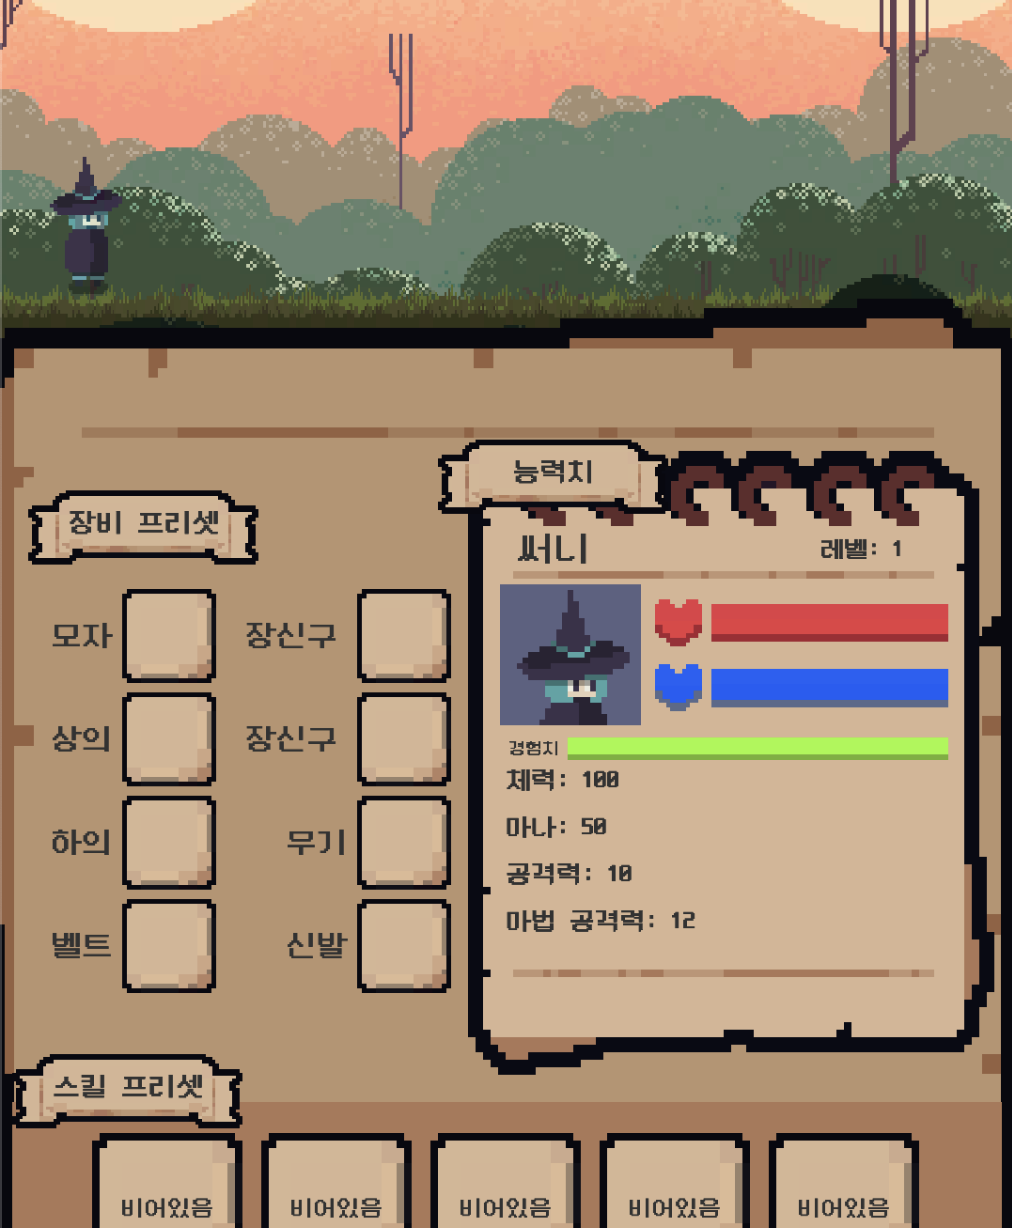 능력치
장비 프리셋
써니
레벨: 1
모자
장신구
상의
장신구
하의
무기
벨트
신발
경험치
체력: 100
마나: 50
공격력: 10
마법 공격력: 12
스킬 프리셋
비어있음
비어있음
비어있음
비어있음
비어있음